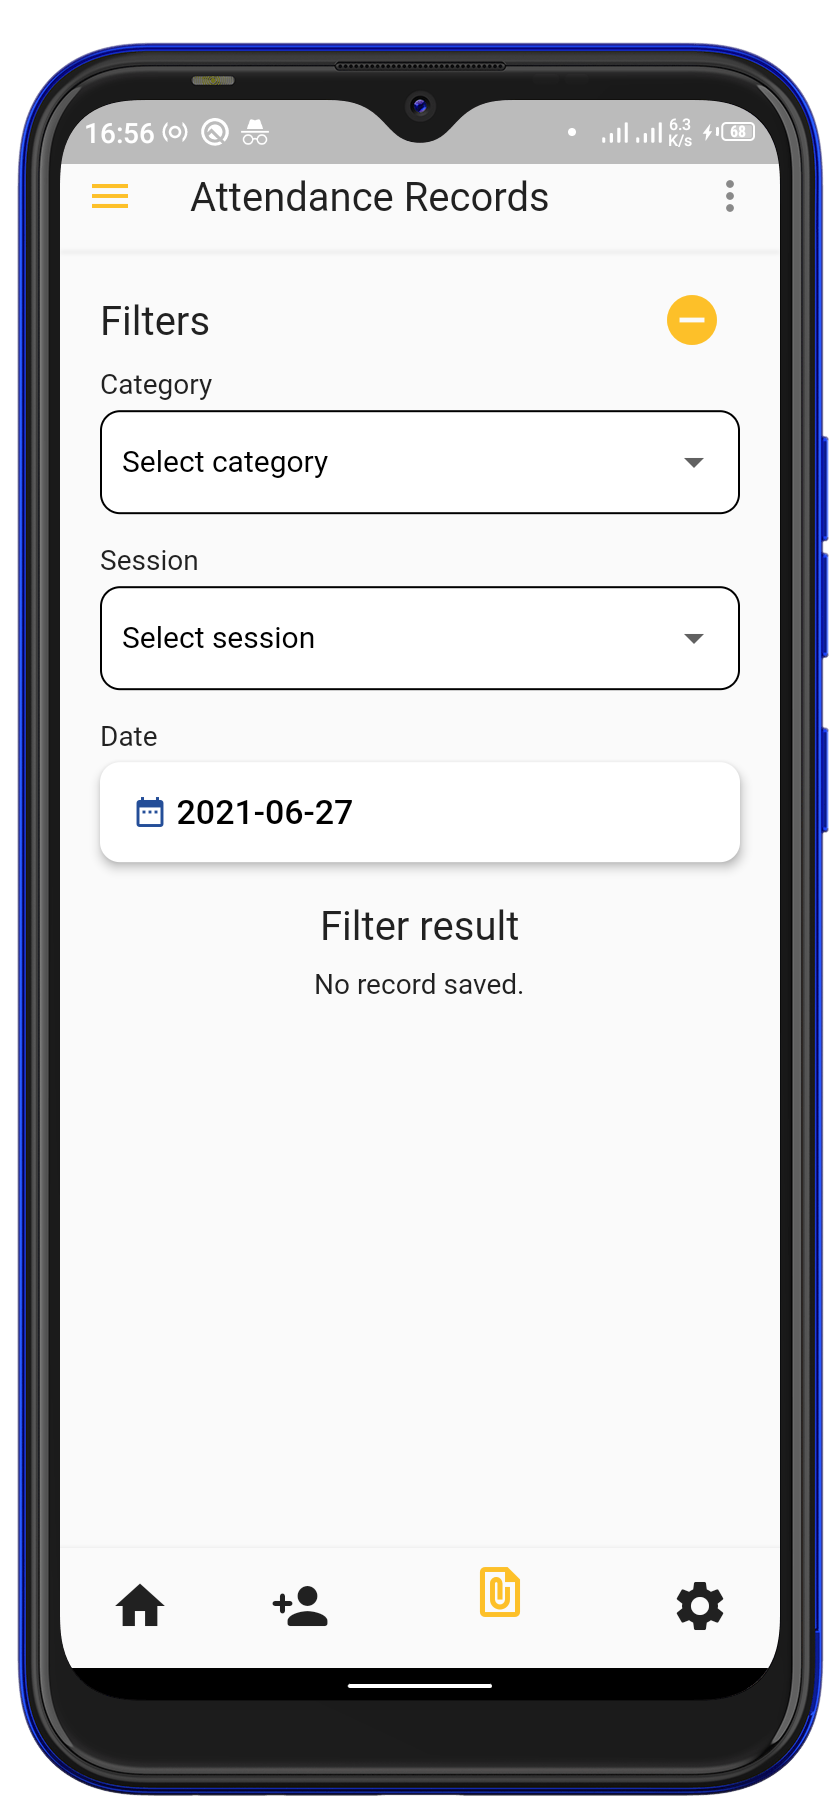 16:56
6.3
K/s
68
Attendance Records
Filters
Category
Select category
Session
Select session
Date
2021-06-27
Filter result
No record saved.